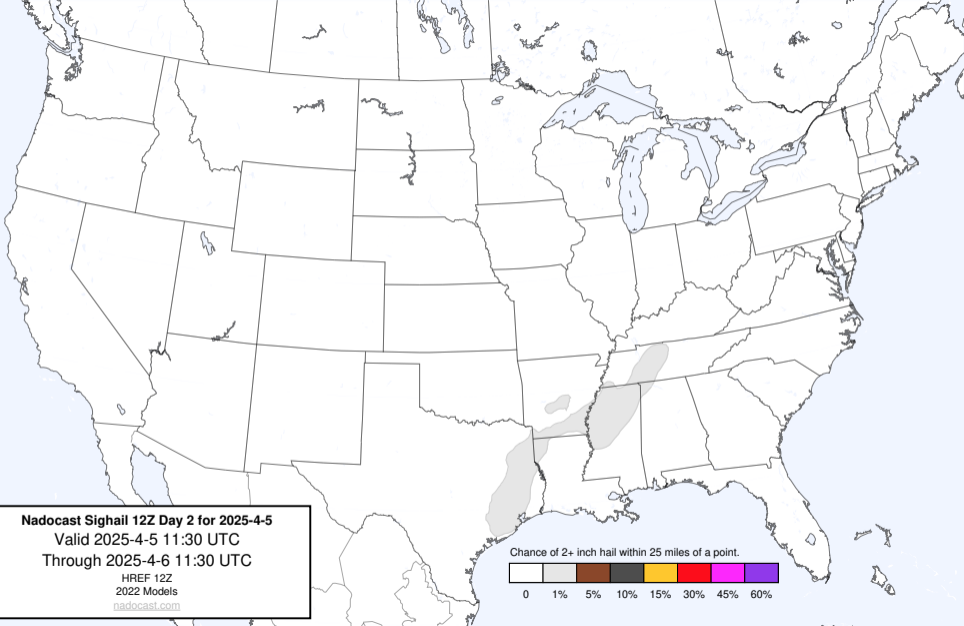 Nadocast Sighail 12Z Day 2 for 2025-4-5
Valid 2025-4-5 11:30 UTC
Through 2025-4-6 11:30 UTC
HREF 12Z
2022 Models
nadocast.com
Chance of 2+ inch hail within 25 miles of a point.
0 1% 5% 10% 15% 30% 45% 60%